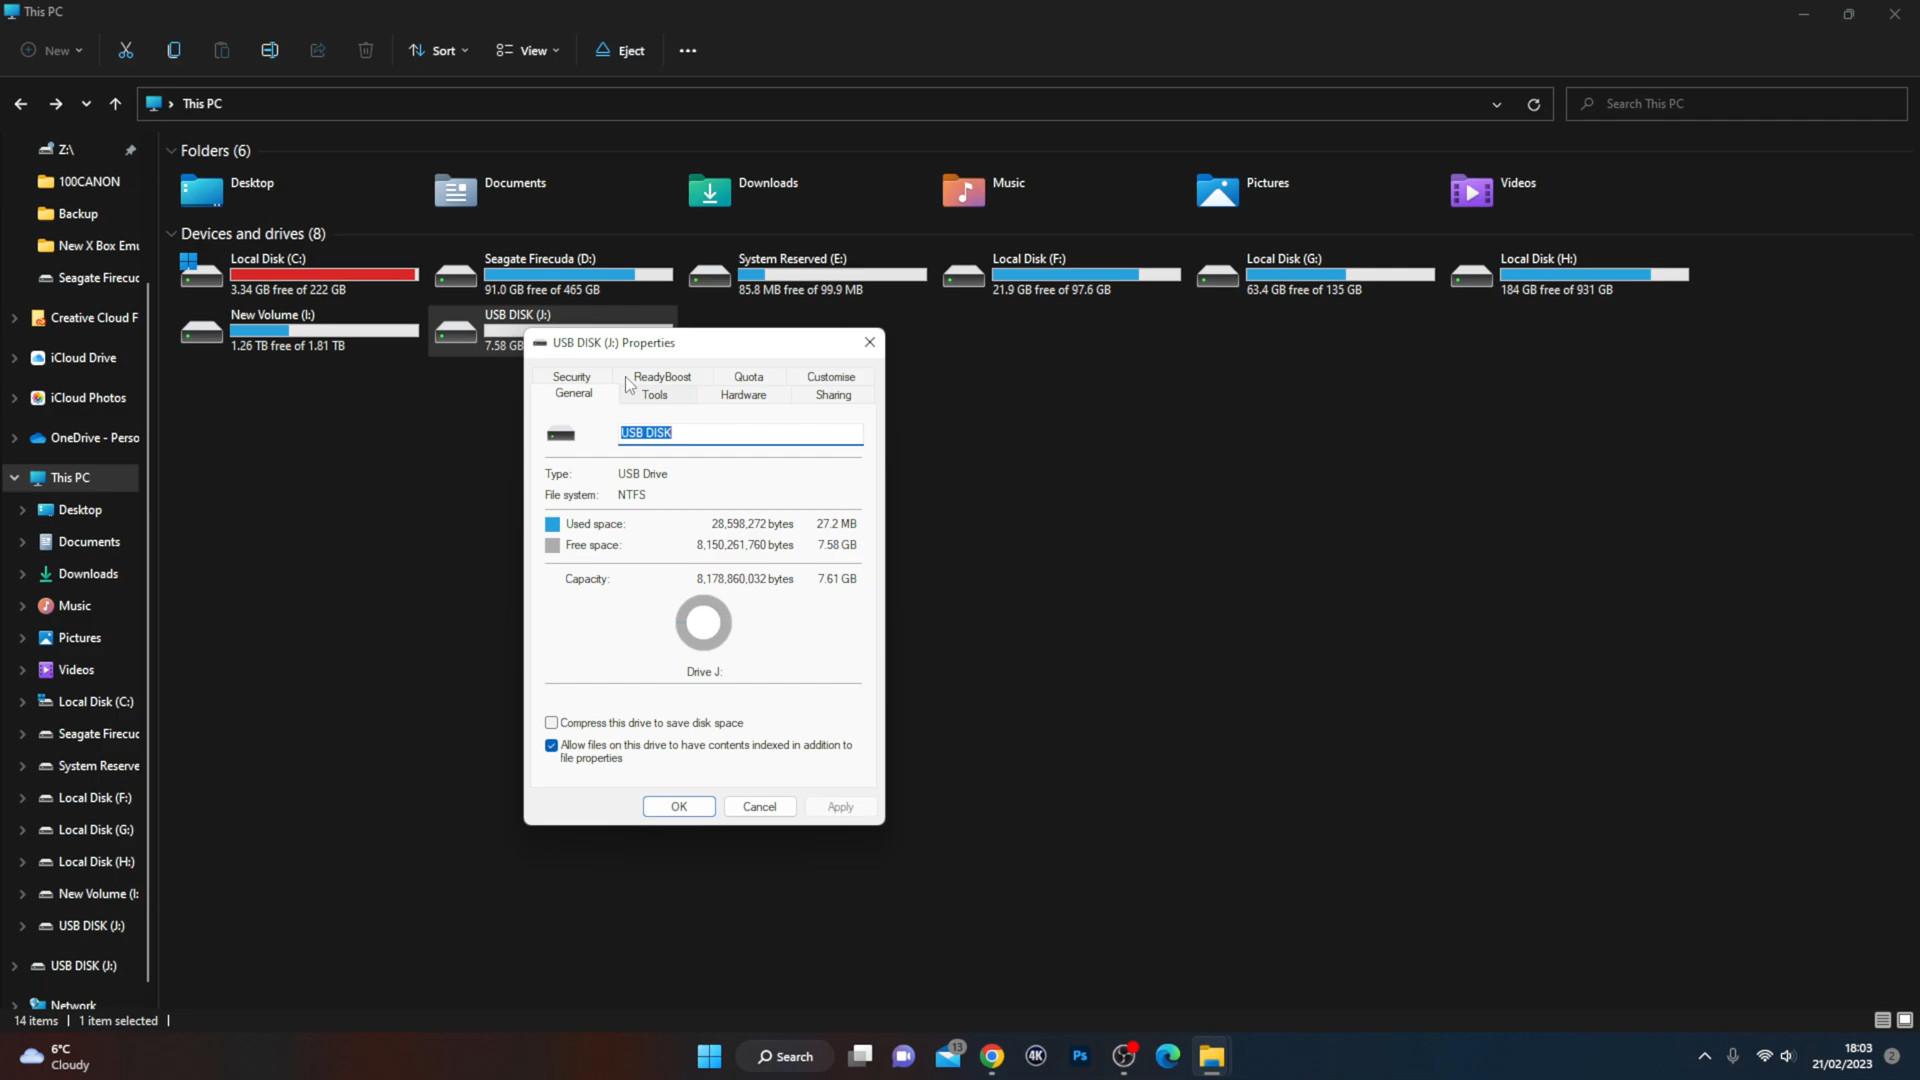 This PC
New
Sort
View
Eject
This PC
Search This PC
Z:\
100CANON
Backup
New X Box Emu
Seagate Firecud
Creative Cloud F
iCloud Drive
iCloud Photos
OneDrive - Perso
This PC
Desktop
Documents
Downloads
Music
Pictures
Videos
Local Disk (C:)
Seagate Firecud
System Reserve
Local Disk (F:)
Local Disk (G:)
Local Disk (H:)
New Volume (I:
USB DISK (J:)
USB DISK (J:)
Network
Folders (6)
Desktop
Documents
Downloads
Music
Pictures
Videos
Devices and drives (8)
Local Disk (C:)
3.34 GB free of 222 GB
Seagate Firecuda (D:)
91.0 GB free of 465 GB
System Reserved (E:)
85.8 MB free of 99.9 MB
Local Disk (F:)
21.9 GB free of 97.6 GB
Local Disk (G:)
63.4 GB free of 135 GB
Local Disk (H:)
184 GB free of 931 GB
New Volume (I:)
1.26 TB free of 1.81 TB
USB DISK (J:)
7.58 GB
USB DISK (J:) Properties
Security ReadyBoost Quota Customise
General Tools Hardware Sharing
USB DISK
Type: USB Drive
File system: NTFS
Used space: 28,598,272 bytes 27.2 MB
Free space: 8,150,261,760 bytes 7.58 GB
Capacity: 8,178,860,032 bytes 7.61 GB
Drive J:
Compress this drive to save disk space
Allow files on this drive to have contents indexed in addition to
file properties
OK Cancel Apply
14 items 1 item selected
6°C
Cloudy
Search
13
4K
Ps
18:03
21/02/2023
2